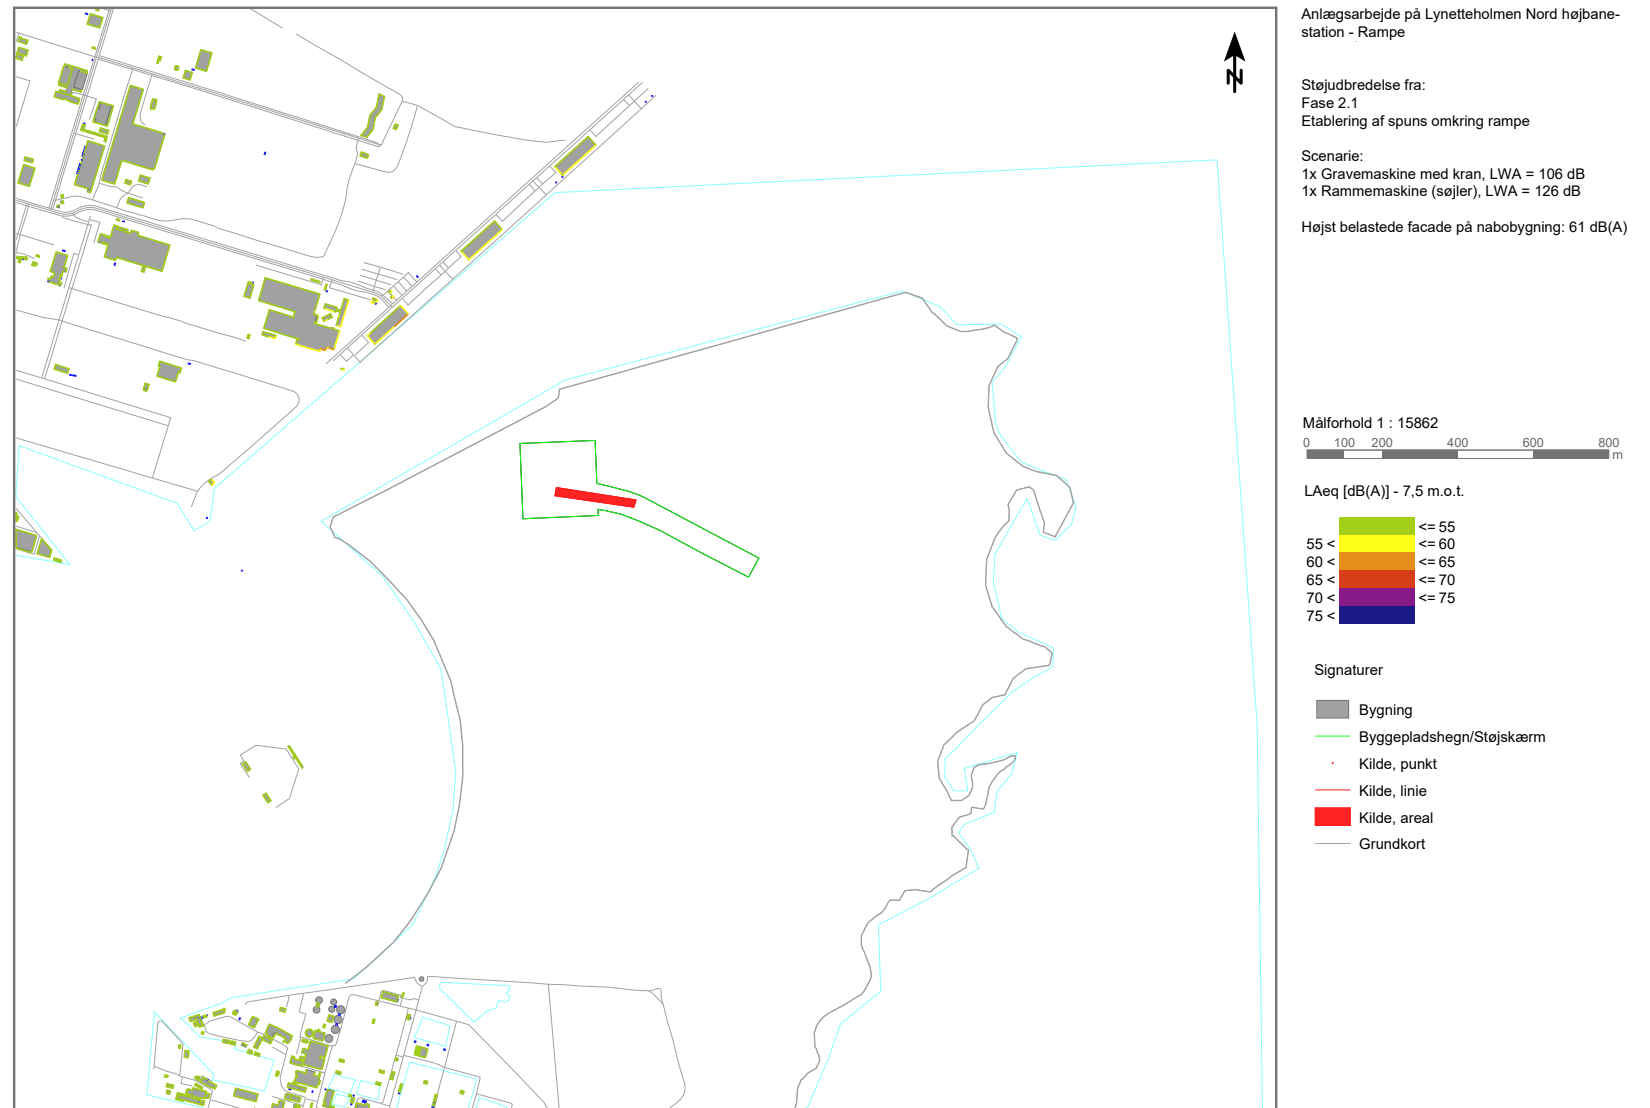 N
Anlægsarbejde på Lynetteholmen Nord højbane-
station - Rampe
Støjudbredelse fra:
Fase 2.1
Etablering af spuns omkring rampe
Scenarie:
1x Gravemaskine med kran, LWA = 106 dB
1x Rammemaskine (søjler), LWA = 126 dB
Højst belastede facade på nabobygning: 61 dB(A)
Målforhold 1 : 15862
0 100 200 400 600 800
m
LAeq [dB(A)] - 7,5 m.o.t.
<= 55
55 < <= 60
60 < <= 65
65 < <= 70
70 < <= 75
75 <
Signaturer
Bygning
Byggepladshegn/Støjskærm
Kilde, punkt
Kilde, linie
Kilde, areal
Grundkort